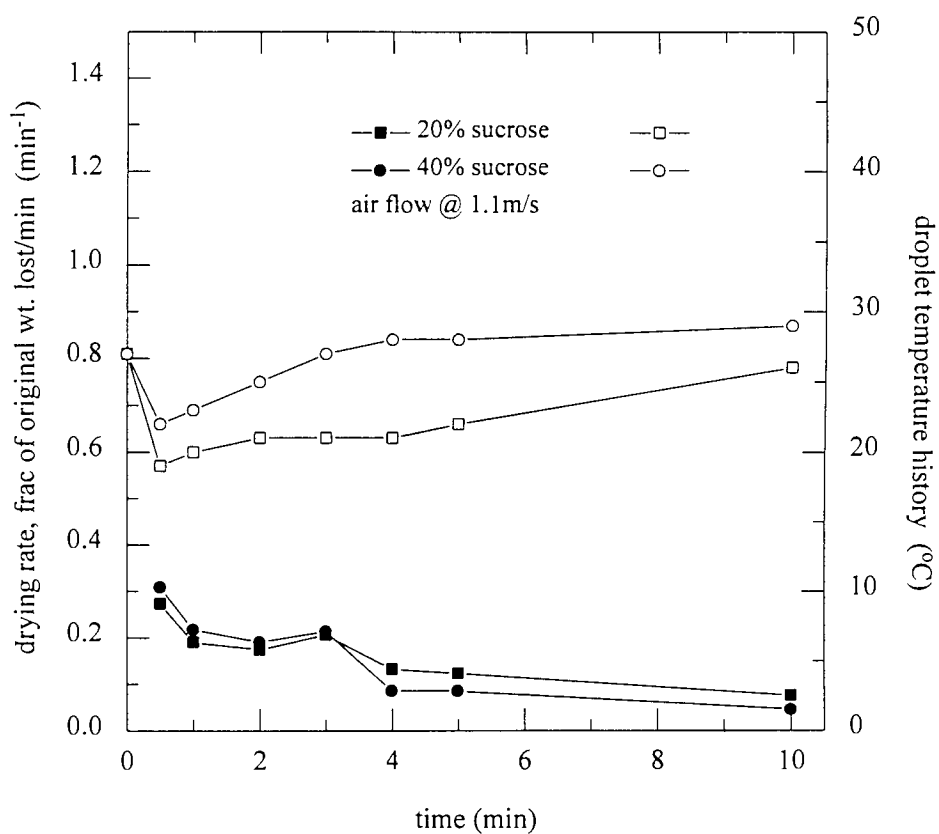 1.4
1.2
1.0
0.8
0.6
0.4
0.2
0.0
drying rate, frac of original wt. lost/min (min⁻¹)
20% sucrose
40% sucrose
air flow @ 1.1m/s
50
40
30
20
10
0
droplet temperature history (°C)
0 2 4 6 8 10
time (min)